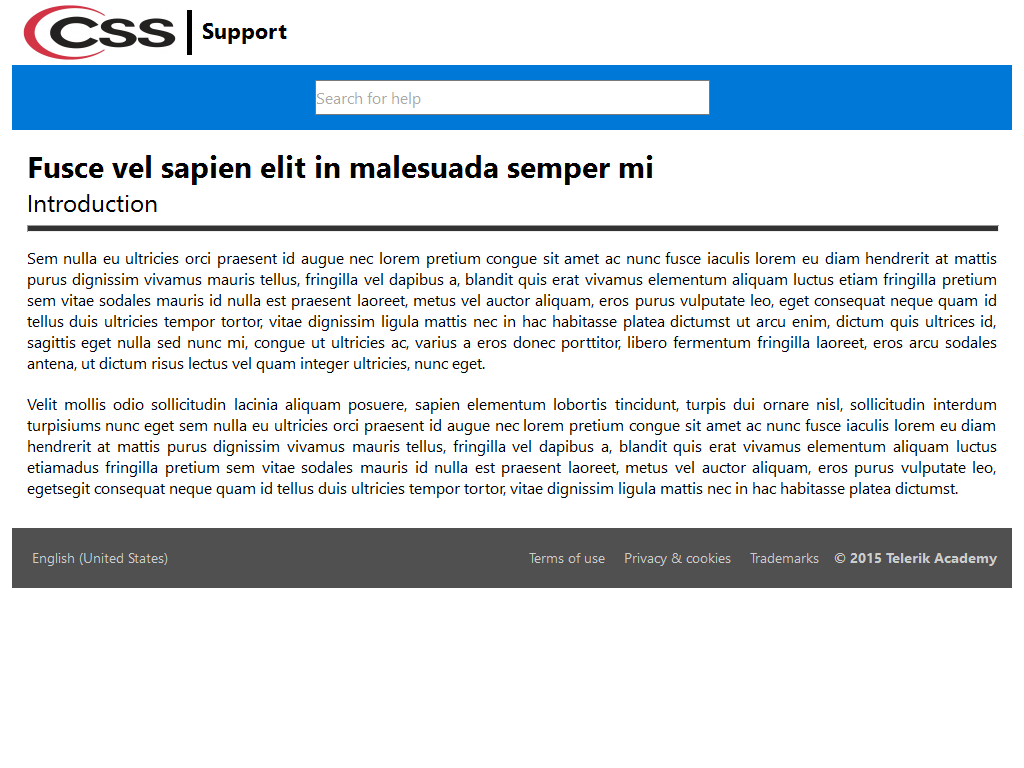 CSS Support
Search for help
Fusce vel sapien elit in malesuada semper mi
Introduction
Sem nulla eu ultricies orci praesent id augue nec lorem pretium congue sit amet ac nunc fusce iaculis lorem eu diam hendrerit at mattis
purus dignissim vivamus mauris tellus, fringilla vel dapibus a, blandit quis erat vivamus elementum aliquam luctus etiam fringilla pretium
sem vitae sodales mauris id nulla est praesent laoreet, metus vel auctor aliquam, eros purus vulputate leo, eget consequat neque quam id
tellus duis ultricies tempor tortor, vitae dignissim ligula mattis nec in hac habitasse platea dictumst ut arcu enim, dictum quis ultrices id,
sagittis eget nulla sed nunc mi, congue ut ultricies ac, varius a eros donec porttitor, libero fermentum fringilla laoreet, eros arcu sodales
antena, ut dictum risus lectus vel quam integer ultricies, nunc eget.
Velit mollis odio sollicitudin lacinia aliquam posuere, sapien elementum lobortis tincidunt, turpis dui ornare nisl, sollicitudin interdum
turpisiums nunc eget sem nulla eu ultricies orci praesent id augue nec lorem pretium congue sit amet ac nunc fusce iaculis lorem eu diam
hendrerit at mattis purus dignissim vivamus mauris tellus, fringilla vel dapibus a, blandit quis erat vivamus elementum aliquam luctus
etiamadus fringilla pretium sem vitae sodales mauris id nulla est praesent laoreet, metus vel auctor aliquam, eros purus vulputate leo,
egetsegit consequat neque quam id tellus duis ultricies tempor tortor, vitae dignissim ligula mattis nec in hac habitasse platea dictumst.
English (United States) Terms of use Privacy & cookies Trademarks © 2015 Telerik Academy